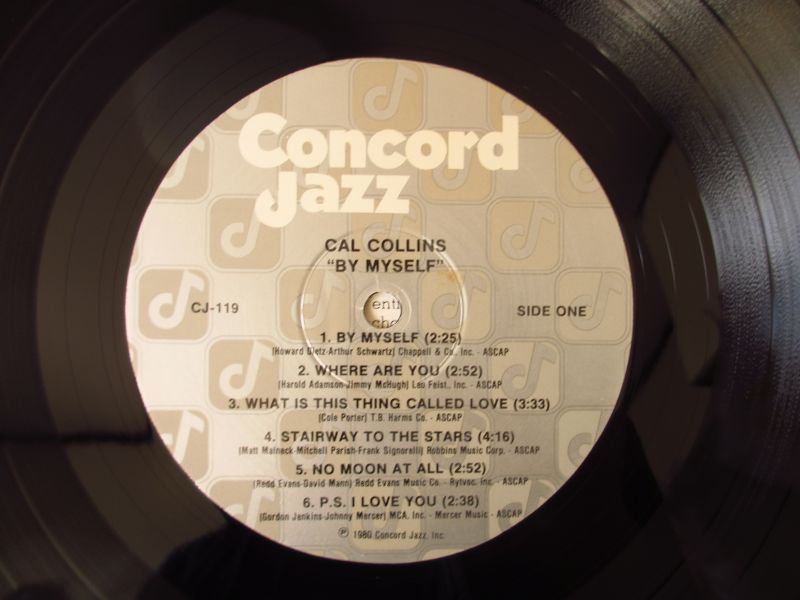 Concord
Jazz
CAL COLLINS
"BY MYSELF"
CJ-119
SIDE ONE
enti
che
1. BY MYSELF (2:25)
(Howard Dietz-Arthur Schwartz) Chappell & Co. Inc. - ASCAP
2. WHERE ARE YOU (2:52)
(Harold Adamson-Jimmy McHugh) Leo Feist, Inc. - ASCAP
3. WHAT IS THIS THING CALLED LOVE (3:33)
(Cole Porter) T.B. Harms Co. - ASCAP
4. STAIRWAY TO THE STARS (4:16)
(Matt Malneck-Mitchell Parish-Frank Signorelli) Robbins Music Corp. - ASCAP
5. NO MOON AT ALL (2:52)
(Redd Evans-David Mann) Redd Evans Music Co. - Rytvoc, Inc. - ASCAP
6. P.S. I LOVE YOU (2:38)
(Gordon Jenkins-Johnny Mercer) MCA, Inc. - Mercer Music - ASCAP
℗ 1980 Concord Jazz, Inc.